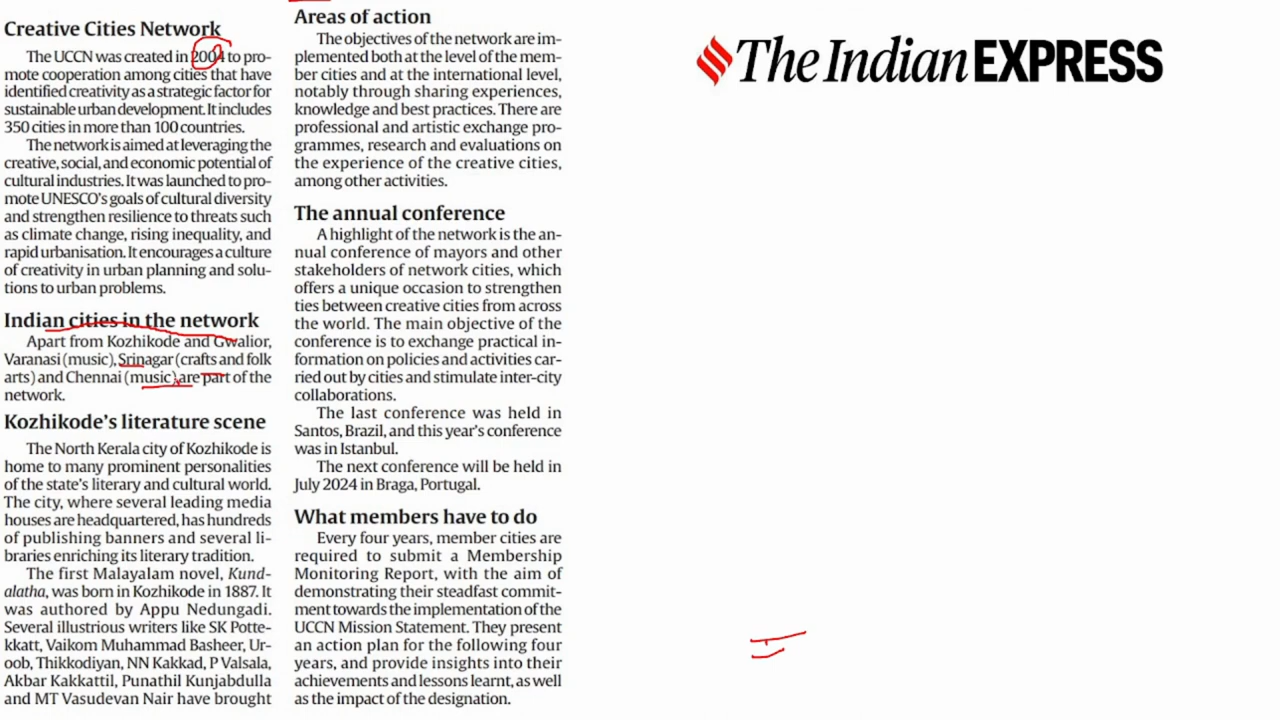 Creative Cities Network
The UCCN was created in 2004 to pro-
mote cooperation among cities that have
identified creativity as a strategic factor for
sustainable urban development. It includes
350 cities in more than 100 countries.
The network is aimed at leveraging the
creative, social, and economic potential of
cultural industries. It was launched to pro-
mote UNESCO's goals of cultural diversity
and strengthen resilience to threats such
as climate change, rising inequality, and
rapid urbanisation. It encourages a culture
of creativity in urban planning and solu-
tions to urban problems.
Indian cities in the network
Apart from Kozhikode and Gwalior,
Varanasi (music), Srinagar (crafts and folk
arts) and Chennai (music) are part of the
network.
Kozhikode's literature scene
The North Kerala city of Kozhikode is
home to many prominent personalities
of the state's literary and cultural world.
The city, where several leading media
houses are headquartered, has hundreds
of publishing banners and several li-
braries enriching its literary tradition.
The first Malayalam novel, Kund-
alatha, was born in Kozhikode in 1887. It
was authored by Appu Nedungadi.
Several illustrious writers like SK Potte-
kkatt, Vaikom Muhammad Basheer, Ur-
oob, Thikkodiyan, NN Kakkad, P Valsala,
Akbar Kakkattil, Punathil Kunjabdulla
and MT Vasudevan Nair have brought
Areas of action
The objectives of the network are im-
plemented both at the level of the mem-
ber cities and at the international level,
notably through sharing experiences,
knowledge and best practices. There are
professional and artistic exchange pro-
grammes, research and evaluations on
the experience of the creative cities,
among other activities.
The annual conference
A highlight of the network is the an-
nual conference of mayors and other
stakeholders of network cities, which
offers a unique occasion to strengthen
ties between creative cities from across
the world. The main objective of the
conference is to exchange practical in-
formation on policies and activities car-
ried out by cities and stimulate inter-city
collaborations.
The last conference was held in
Santos, Brazil, and this year's conference
was in Istanbul.
The next conference will be held in
July 2024 in Braga, Portugal.
What members have to do
Every four years, member cities are
required to submit a Membership
Monitoring Report, with the aim of
demonstrating their steadfast commit-
ment towards the implementation of the
UCCN Mission Statement. They present
an action plan for the following four
years, and provide insights into their
achievements and lessons learnt, as well
as the impact of the designation.
The Indian EXPRESS